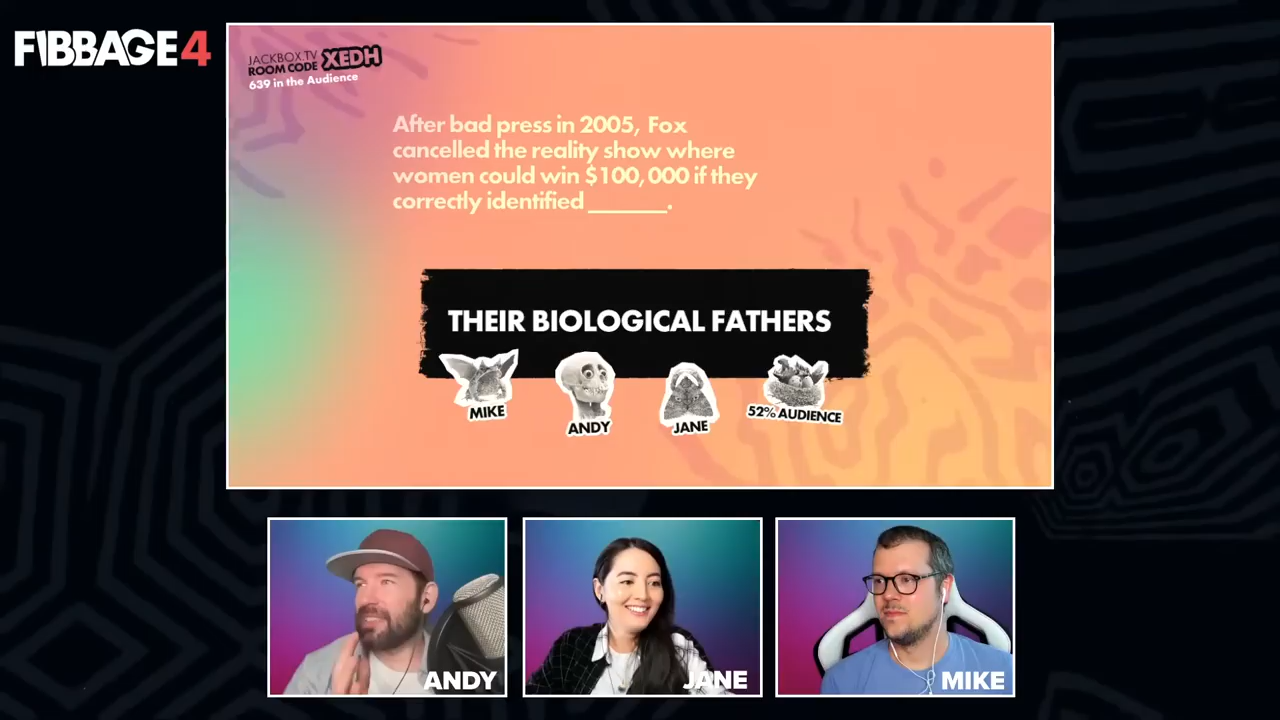 FIBBAGE 4
JACKBOX.TV
ROOM CODE XEDH
639 in the Audience
After bad press in 2005, Fox
cancelled the reality show where
women could win $100,000 if they
correctly identified _______.
THEIR BIOLOGICAL FATHERS
MIKE
ANDY
JANE
52% AUDIENCE
ANDY
JANE
MIKE